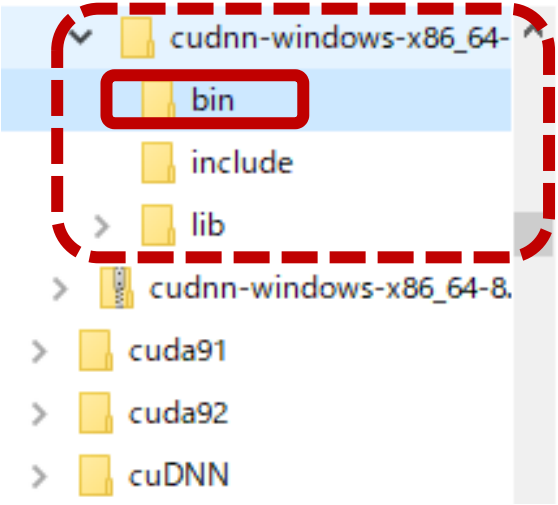 cudnn-windows-x86_64-
bin
include
lib
cudnn-windows-x86_64-8.
cuda91
cuda92
cuDNN